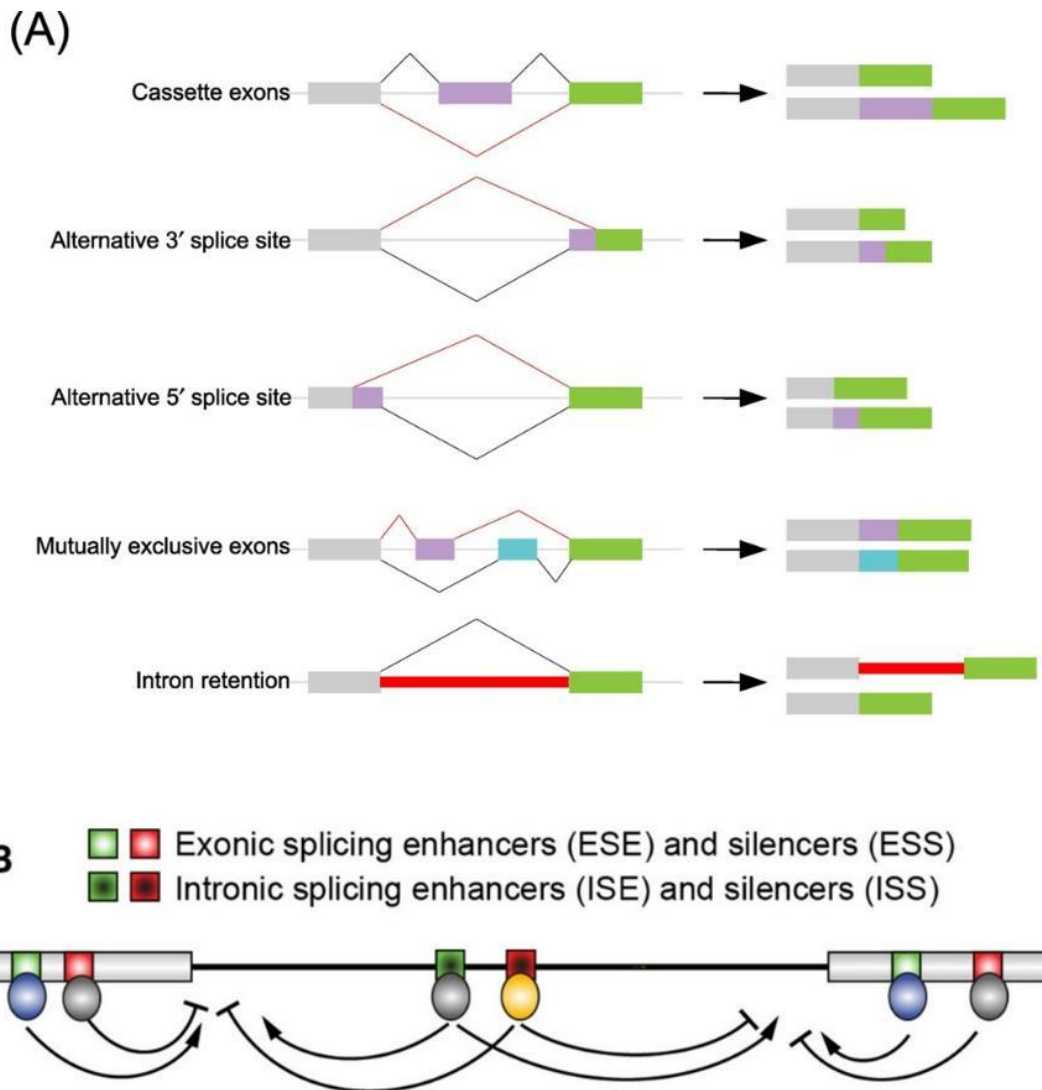 (A)
Cassette exons
Alternative 3′ splice site
Alternative 5′ splice site
Mutually exclusive exons
Intron retention
B
Exonic splicing enhancers (ESE) and silencers (ESS)
Intronic splicing enhancers (ISE) and silencers (ISS)